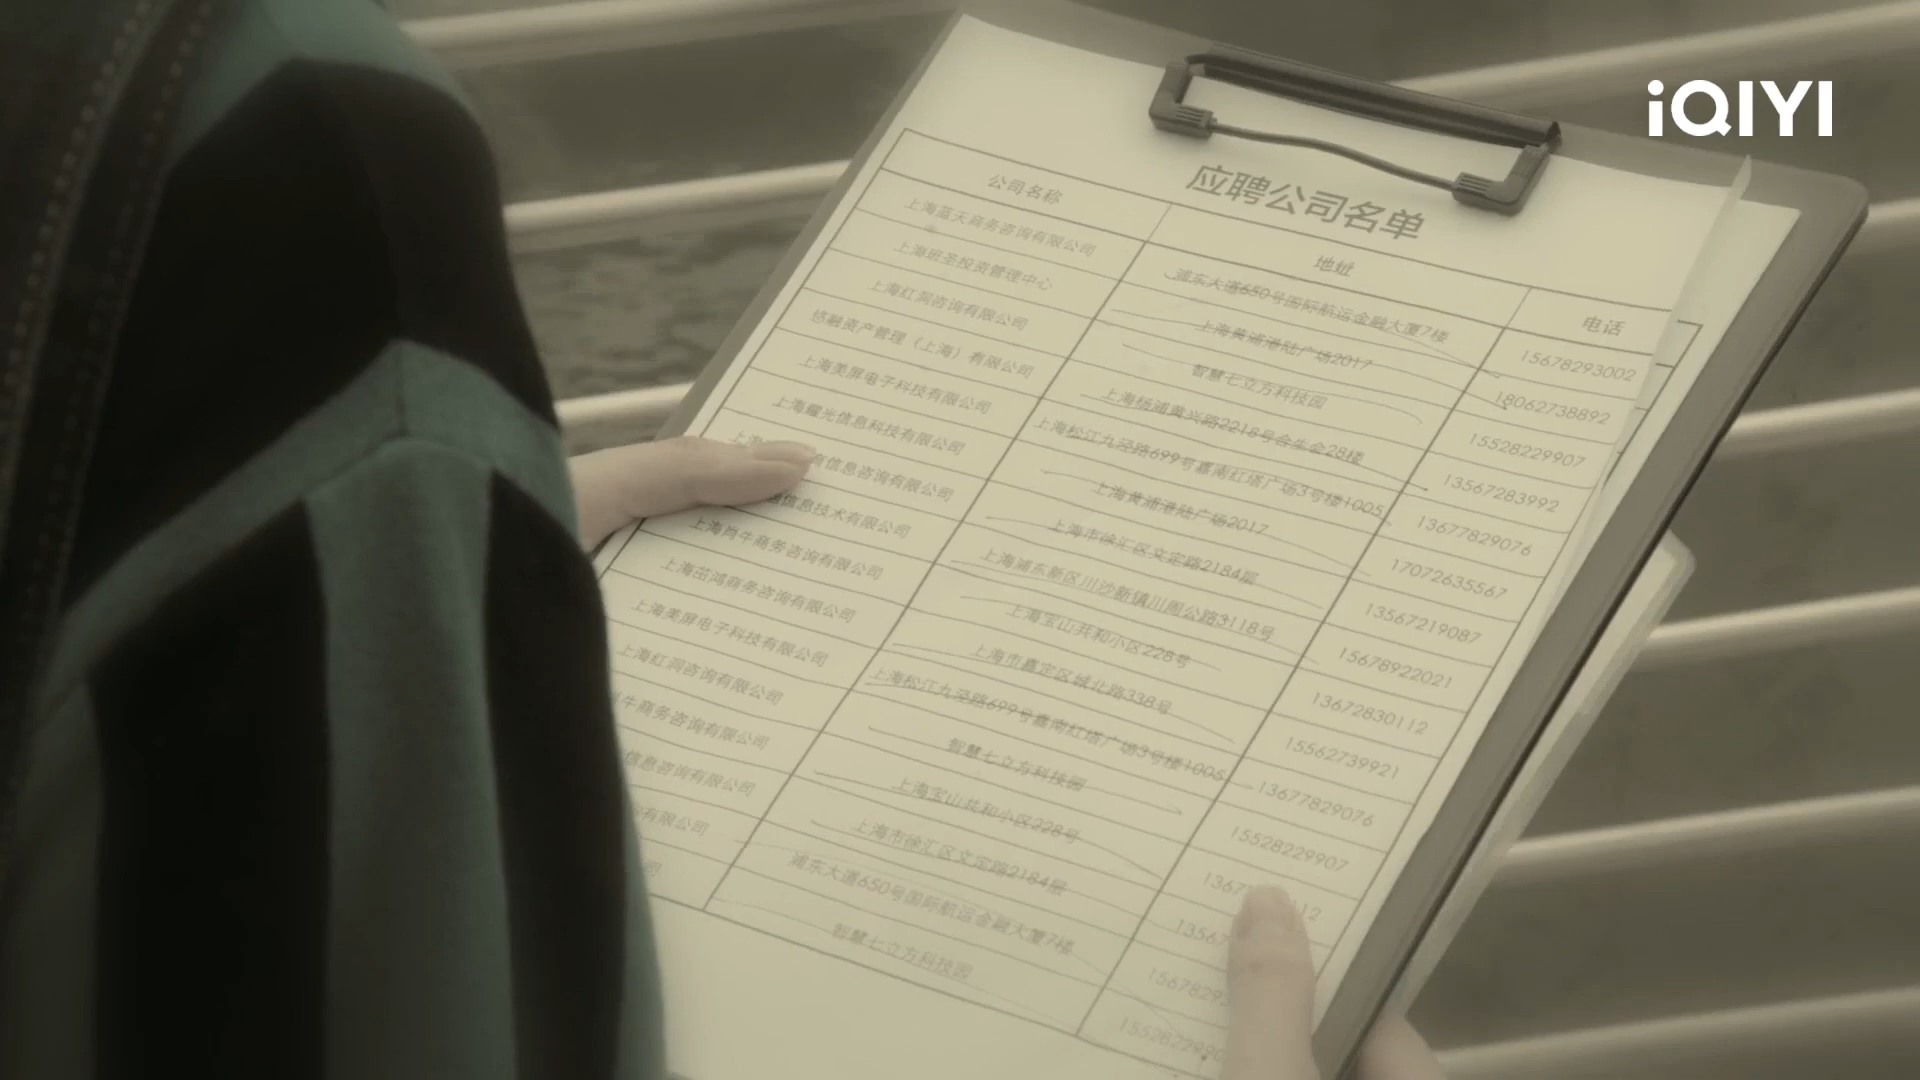 iQIYI
应聘公司名单
公司名称 地址 电话
上海蓝天商务咨询有限公司 浦东大道650号国际航运金融大厦7楼 15678293002
上海班圣投资管理中心 上海黄浦港陆广场2017 18062738892
上海红洞咨询有限公司 智慧七立方科技园 15528229907
悠融资产管理（上海）有限公司 上海杨浦黄兴路2218号合生会28楼 13567283992
上海美屏电子科技有限公司 上海松江九泾路699号嘉南红塔广场3号楼1005 13677829076
上海耀光信息科技有限公司 上海黄浦港陆广场2017 17072635567
上海 商信息咨询有限公司 上海市徐汇区文定路2184层 13567219087
信息技术有限公司 上海浦东新区川沙新镇川周公路3118号 15678922021
上海肖牛商务咨询有限公司 上海宝山共和小区228号 13672830112
上海茁鸿商务咨询有限公司 上海市嘉定区城北路338号 15562739921
上海美屏电子科技有限公司 上海松江九泾路699号嘉南红塔广场3号楼1005 13677829076
上海红洞咨询有限公司 智慧七立方科技园 15528229907
牛商务咨询有限公司 上海宝山共和小区228号 1367 112
信息咨询有限公司 上海市徐汇区文定路2184层 1356
有限公司 浦东大道650号国际航运金融大厦7楼 1567829
司 智慧七立方科技园 155282290